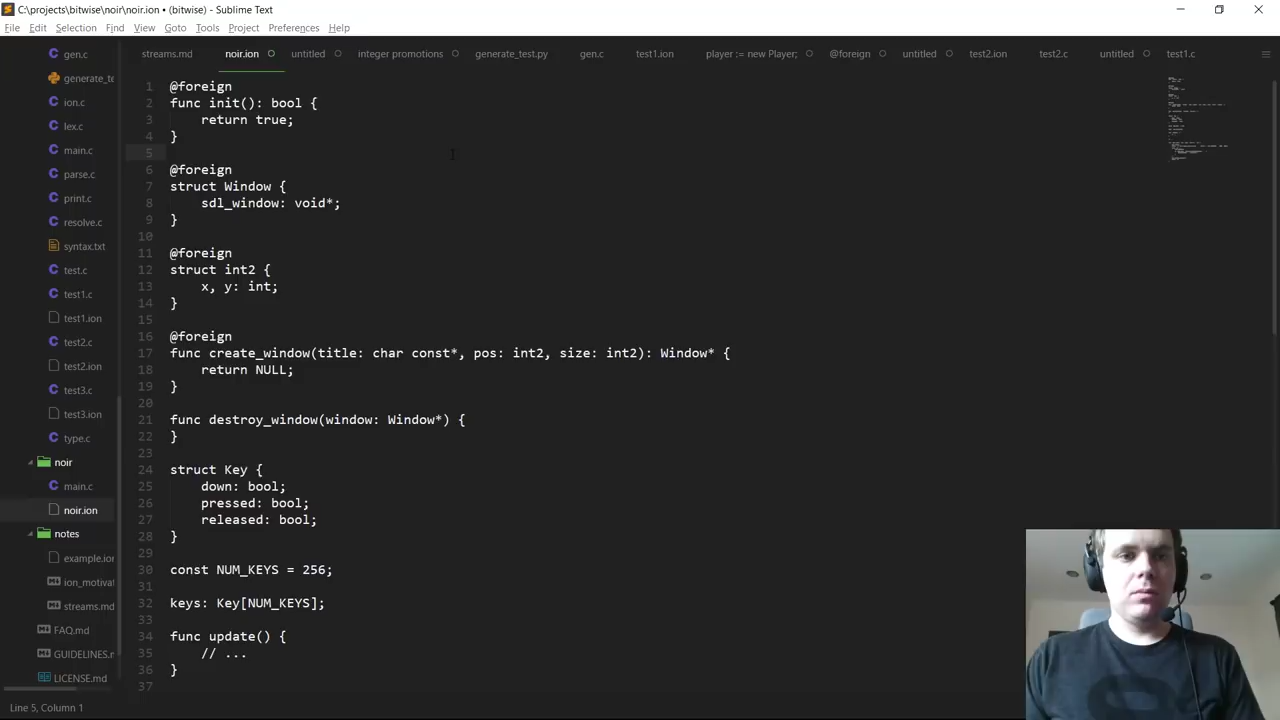 C:\projects\bitwise\noir\noir.ion • (bitwise) - Sublime Text
File Edit Selection Find View Goto Tools Project Preferences Help
streams.md noir.ion untitled integer promotions generate_test.py gen.c test1.ion player := new Player; @foreign untitled test2.ion test2.c untitled test1.c
gen.c
generate_te
ion.c
lex.c
main.c
parse.c
print.c
resolve.c
syntax.txt
test.c
test1.c
test1.ion
test2.c
test2.ion
test3.c
test3.ion
type.c
noir
main.c
noir.ion
notes
example.ion
ion_motivat
streams.md
FAQ.md
GUIDELINES.m
LICENSE.md
1 @foreign
2 func init(): bool {
3 return true;
4 }
5
6 @foreign
7 struct Window {
8 sdl_window: void*;
9 }
10
11 @foreign
12 struct int2 {
13 x, y: int;
14 }
15
16 @foreign
17 func create_window(title: char const*, pos: int2, size: int2): Window* {
18 return NULL;
19 }
20
21 func destroy_window(window: Window*) {
22 }
23
24 struct Key {
25 down: bool;
26 pressed: bool;
27 released: bool;
28 }
29
30 const NUM_KEYS = 256;
31
32 keys: Key[NUM_KEYS];
33
34 func update() {
35 // ...
36 }
37
Line 5, Column 1